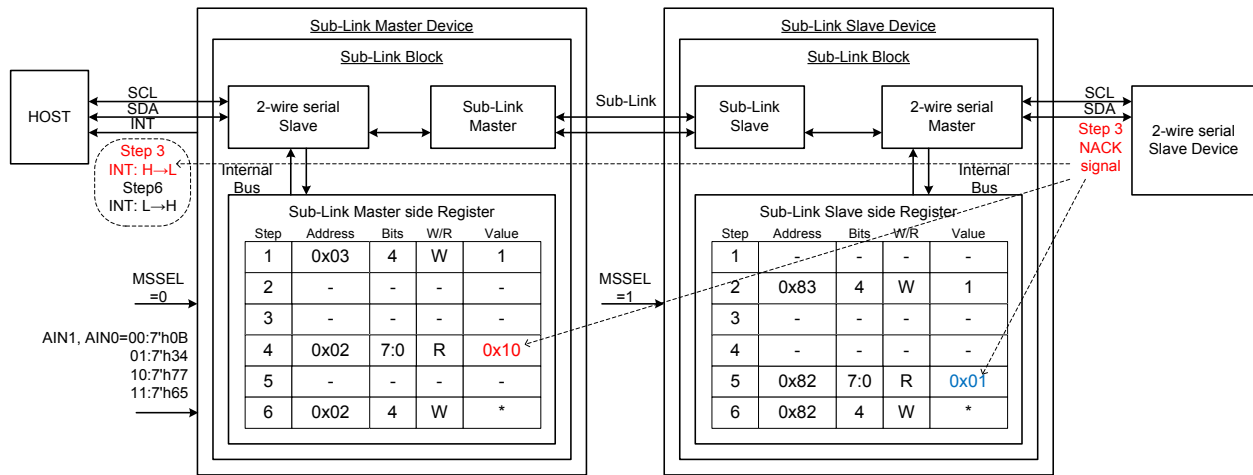 Sub-Link Master Device
Sub-Link Block
Sub-Link Slave Device
Sub-Link Block
HOST
SCL
SDA
INT
2-wire serial
Slave
Sub-Link
Master
Sub-Link
Sub-Link
Slave
2-wire serial
Master
SCL
SDA
2-wire serial
Slave Device
Step 3
INT: H→L
Step6
INT: L→H
Step 3
NACK
signal
Internal
Bus
Internal
Bus
Sub-Link Master side Register
Step Address Bits W/R Value
1 0x03 4 W 1
2 - - - -
3 - - - -
4 0x02 7:0 R 0x10
5 - - - -
6 0x02 4 W *
Sub-Link Slave side Register
Step Address Bits W/R Value
1 - - - -
2 0x83 4 W 1
3 - - - -
4 - - - -
5 0x82 7:0 R 0x01
6 0x82 4 W *
MSSEL
=0
MSSEL
=1
AIN1, AIN0=00:7'h0B
01:7'h34
10:7'h77
11:7'h65